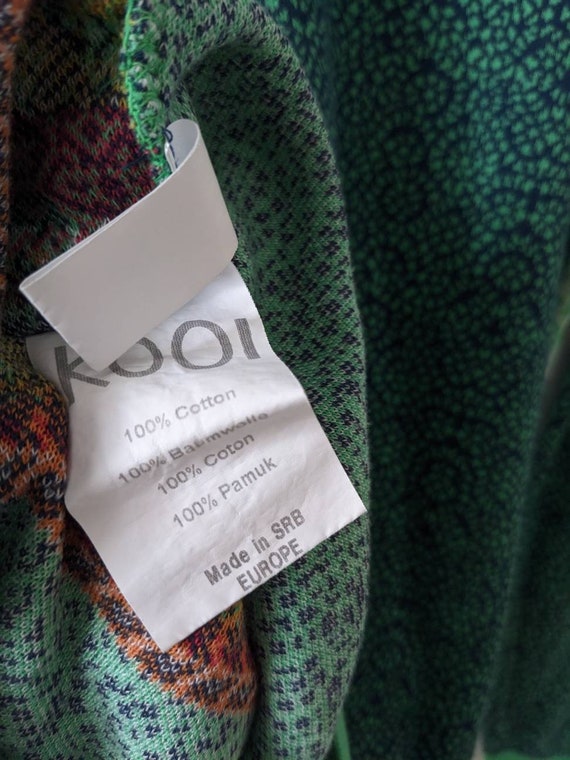 KOOI
100% Cotton
100% Baumwolle
100% Coton
100% Pamuk
Made in SRB
EUROPE